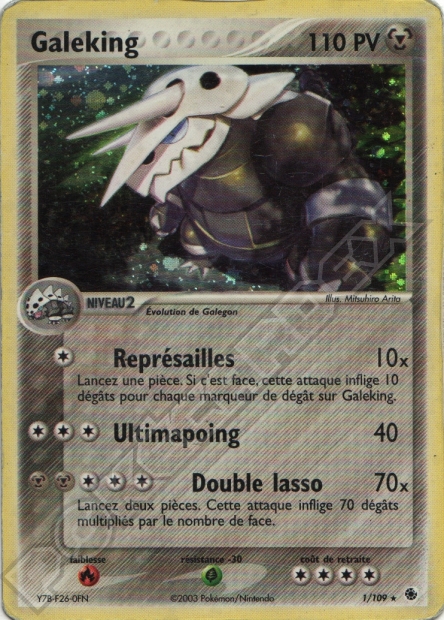 Galeking 110 PV
Illus. Mitsuhiro Arita
NIVEAU2
Évolution de Galegon
Représailles 10x
Lancez une pièce. Si c'est face, cette attaque inflige 10
dégâts pour chaque marqueur de dégât sur Galeking.
Ultimapoing 40
Double lasso 70x
Lancez deux pièces. Cette attaque inflige 70 dégâts
multipliés par le nombre de face.
faiblesse résistance -30 coût de retraite
Y7B-F26-0FN ©2003 Pokémon/Nintendo 1/109 ★